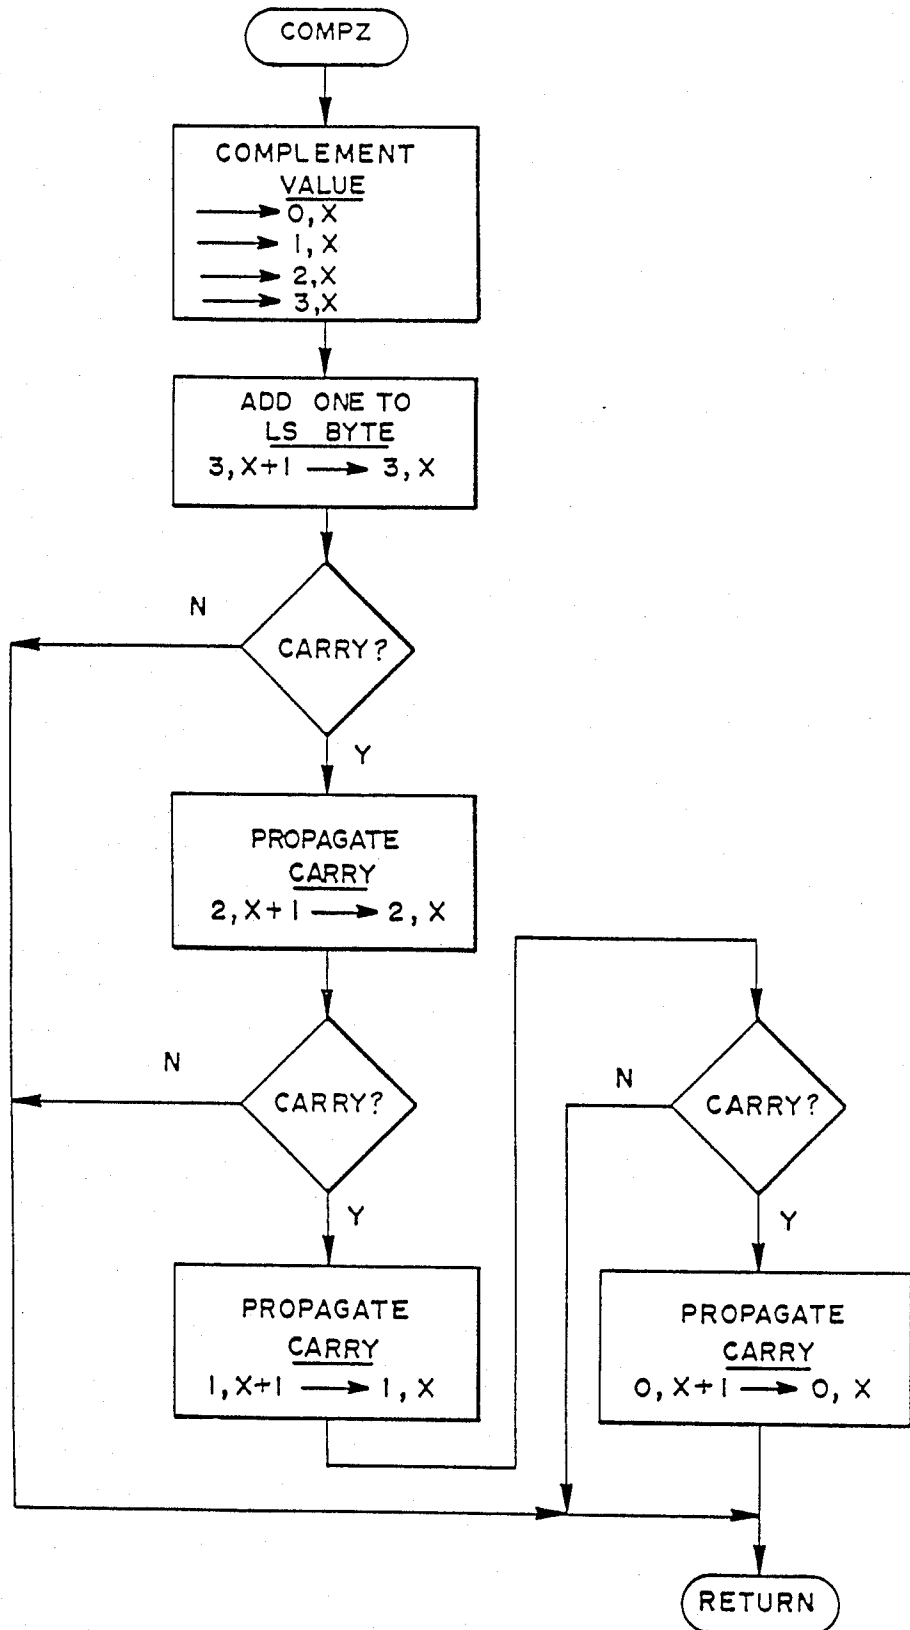 COMPZ
COMPLEMENT
VALUE
0, X
1, X
2,X
3,X
ADD ONE TO
LS BYTE
3, X+1 → 3, X
CARRY?
N
Y
PROPAGATE
CARRY
2, X+1 → 2, X
CARRY?
N
Y
PROPAGATE
CARRY
1, X+1 → 1, X
CARRY?
N
Y
PROPAGATE
CARRY
0, X+1 → 0, X
RETURN